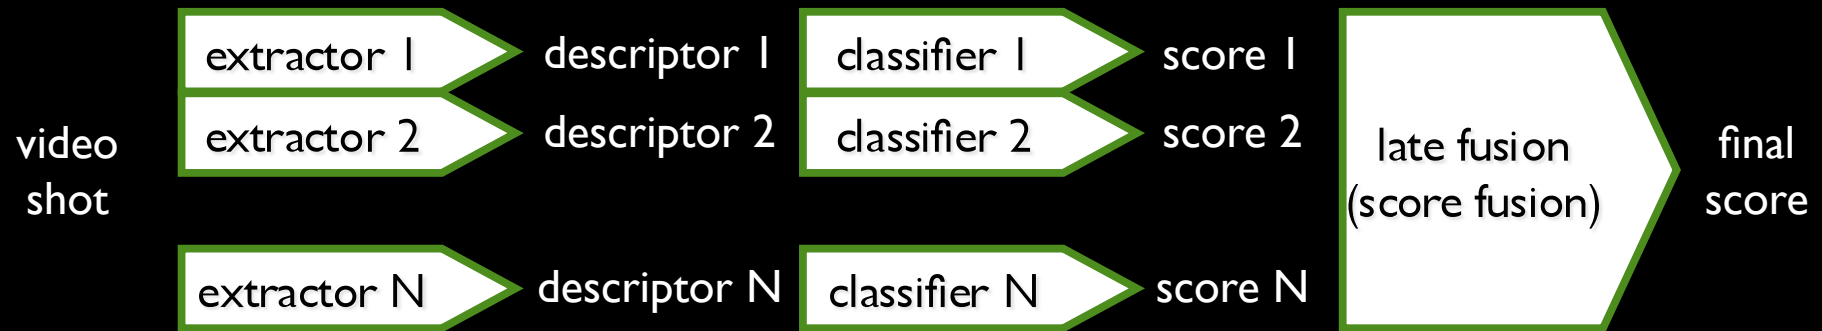 video
shot
extractor 1
descriptor 1
classifier 1
score 1
extractor 2
descriptor 2
classifier 2
score 2
extractor N
descriptor N
classifier N
score N
late fusion
(score fusion)
final
score